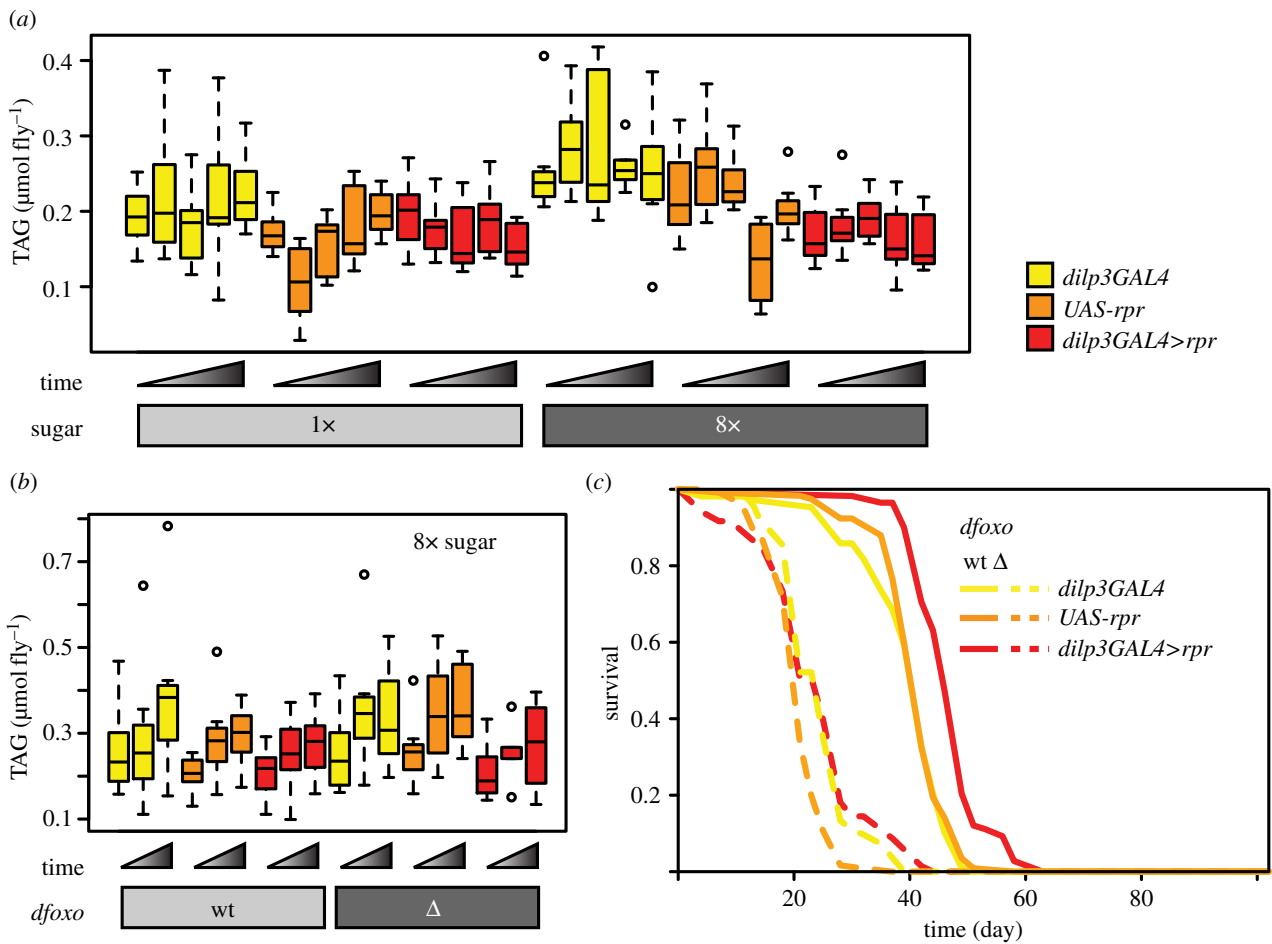 (a)
0.4
0.3
0.2
0.1
TAG (µmol fly⁻¹)
dilp3GAL4
UAS-rpr
dilp3GAL4>rpr
time
sugar
1×
8×
(b)
8× sugar
0.7
0.5
0.3
0.1
TAG (µmol fly⁻¹)
time
dfoxo
wt
Δ
(c)
dfoxo
wt Δ
dilp3GAL4
UAS-rpr
dilp3GAL4>rpr
0.8
0.6
0.4
0.2
survival
20
40
60
80
time (day)